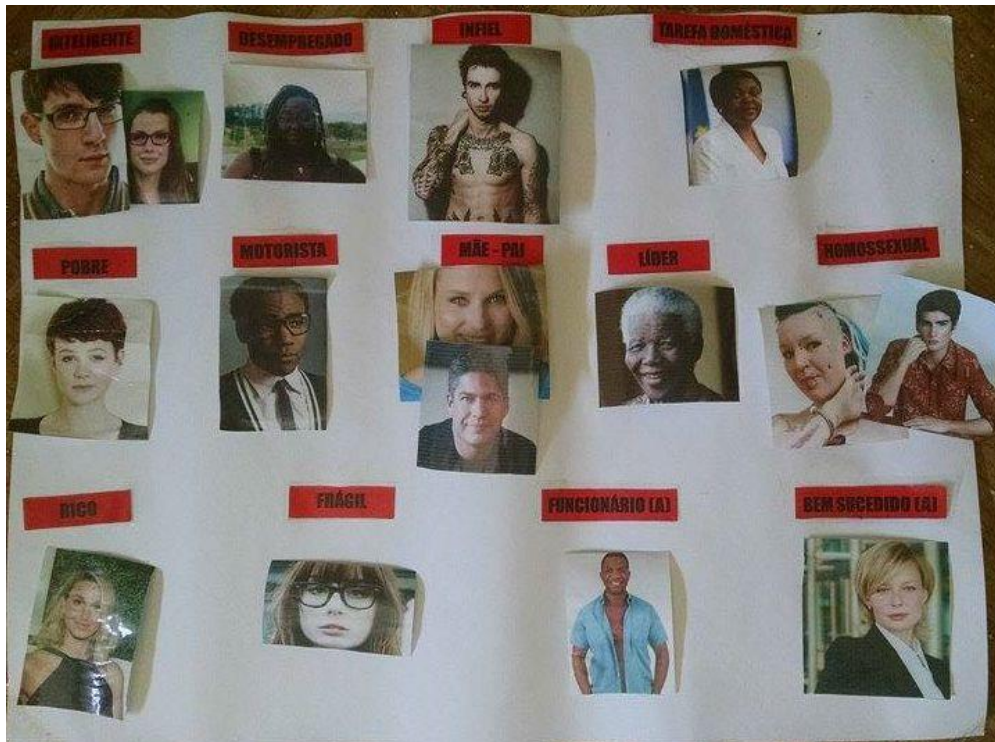 INTELIGENTE
DESEMPREGADO
INFIEL
TAREFA DOMÉSTICA
POBRE
MOTORISTA
MÃE - PAI
LÍDER
HOMOSSEXUAL
RICO
FRÁGIL
FUNCIONÁRIO (A)
BEM SUCEDIDO (A)